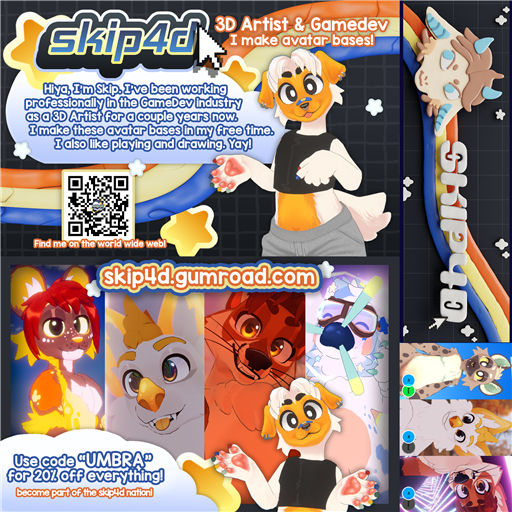 skip4d
3D Artist & Gamedev
I make avatar bases!
Hiya, I'm Skip. I've been working
professionally in the GameDev industry
as a 3D Artist for a couple years now.
I make these avatar bases in my free time.
I also like playing and drawing. Yay!
Find me on the world wide web!
skip4d.gumroad.com
Use code "UMBRA"
for 20% off everything!
become part of the skip4d nation!
skip4d